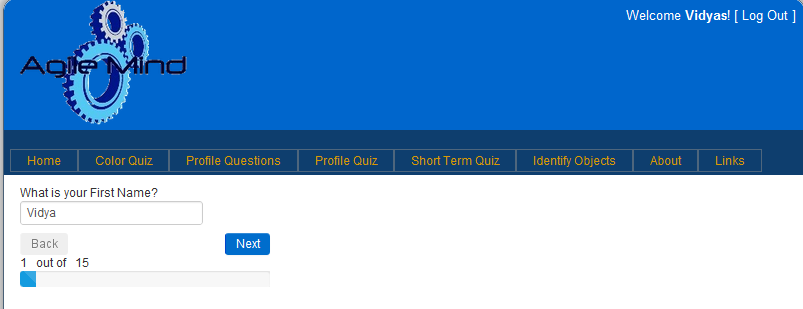 Welcome Vidyas! [ Log Out ]
Agile Mind
Home Color Quiz Profile Questions Profile Quiz Short Term Quiz Identify Objects About Links
What is your First Name?
Vidya
Back Next
1 out of 15